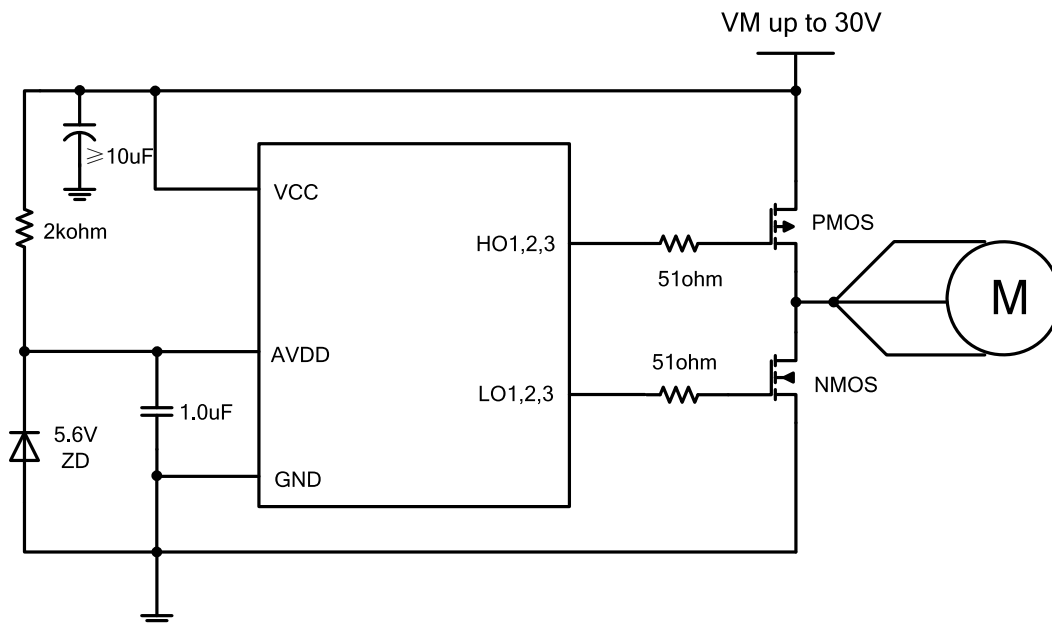 VM up to 30V
≥10uF
VCC
2kohm
HO1,2,3
PMOS
51ohm
M
AVDD
51ohm
NMOS
LO1,2,3
1.0uF
5.6V
ZD
GND